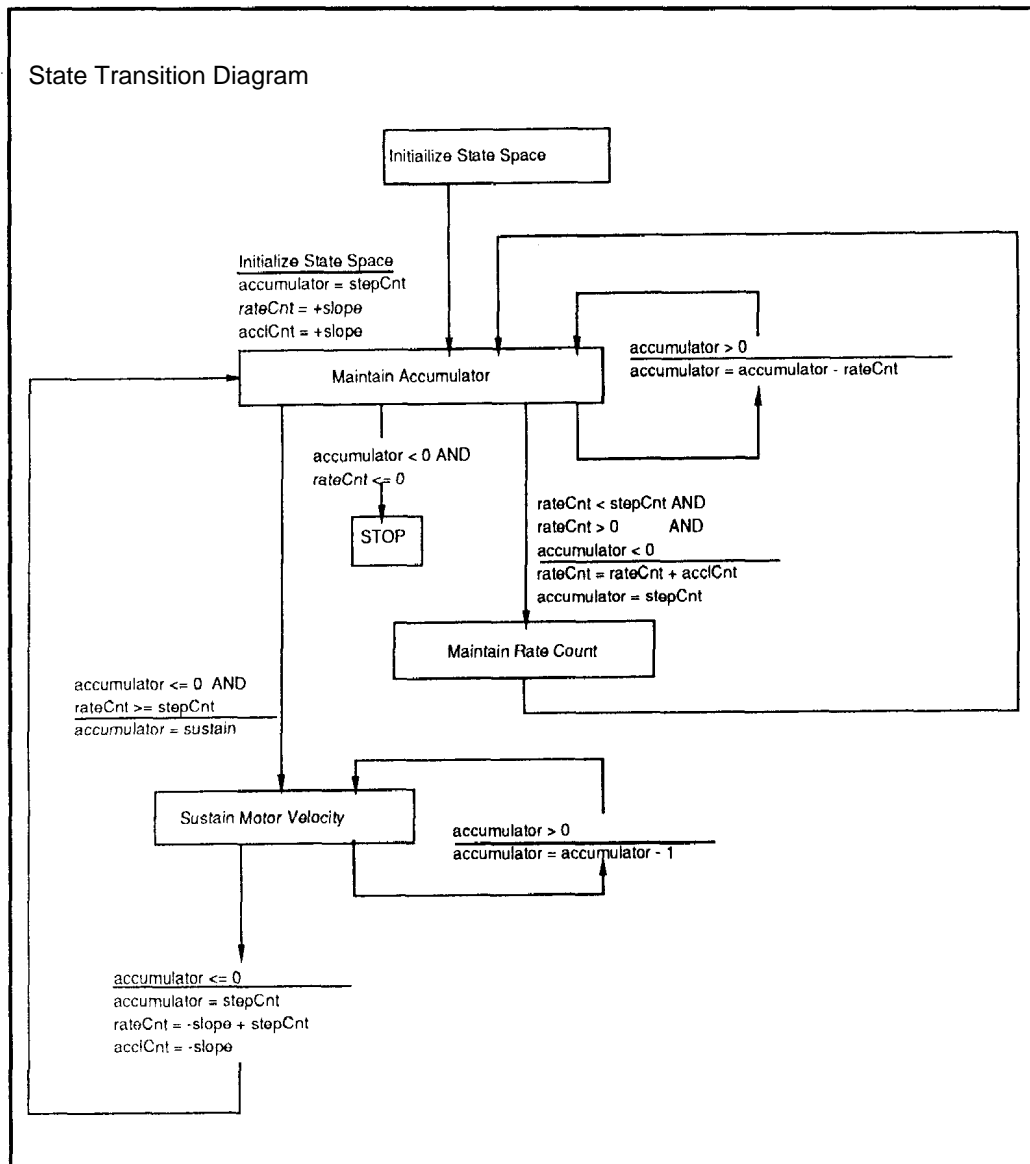 State Transition Diagram
Initiailize State Space
Initialize State Space
accumulator = stepCnt
rateCnt = +slope
acclCnt = +slope
Maintain Accumulator
accumulator > 0
accumulator = accumulator - rateCnt
accumulator < 0 AND
rateCnt <= 0
STOP
rateCnt < stepCnt AND
rateCnt > 0 AND
accumulator < 0
rateCnt = rateCnt + acclCnt
accumulator = stepCnt
Maintain Rate Count
accumulator <= 0 AND
rateCnt >= stepCnt
accumulator = sustain
Sustain Motor Velocity
accumulator > 0
accumulator = accumulator - 1
accumulator <= 0
accumulator = stepCnt
rateCnt = -slope + stepCnt
acclCnt = -slope